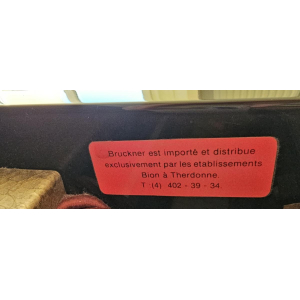 Bruckner est importé et distribue
exclusivement par les etablissements
Bion à Therdonne.
T (4) 402 - 39 - 34.